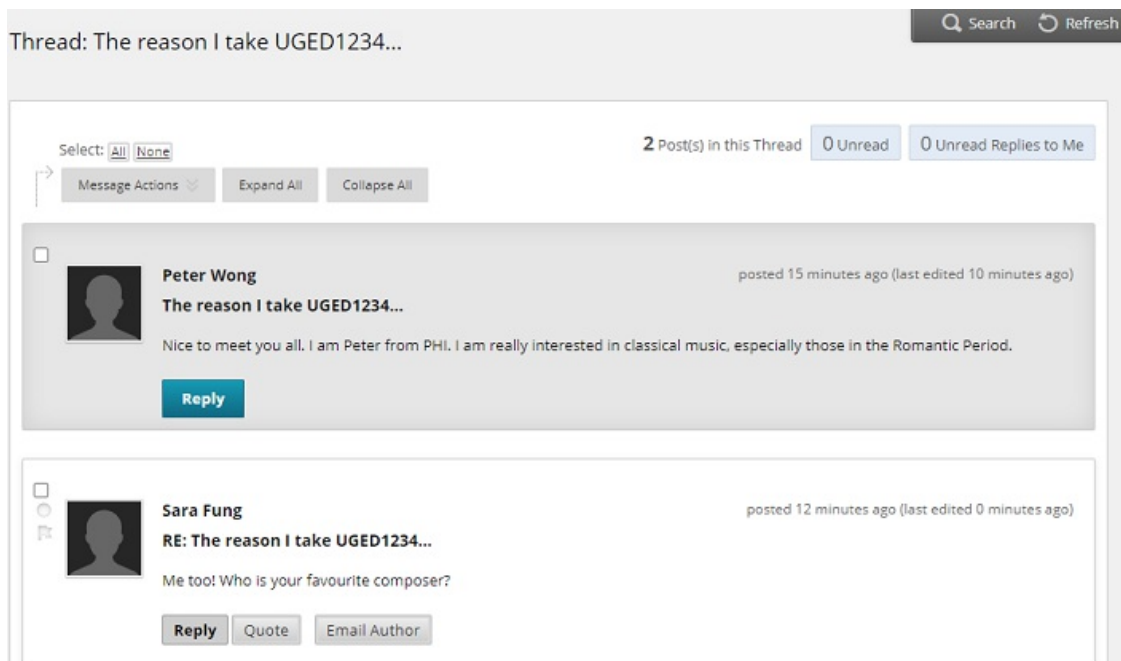 Search Refresh
Thread: The reason I take UGED1234...
2 Post(s) in this Thread 0 Unread 0 Unread Replies to Me
Select: All None
Message Actions Expand All Collapse All
Peter Wong posted 15 minutes ago (last edited 10 minutes ago)
The reason I take UGED1234...
Nice to meet you all. I am Peter from PHI. I am really interested in classical music, especially those in the Romantic Period.
Reply
Sara Fung posted 12 minutes ago (last edited 0 minutes ago)
RE: The reason I take UGED1234...
Me too! Who is your favourite composer?
Reply Quote Email Author